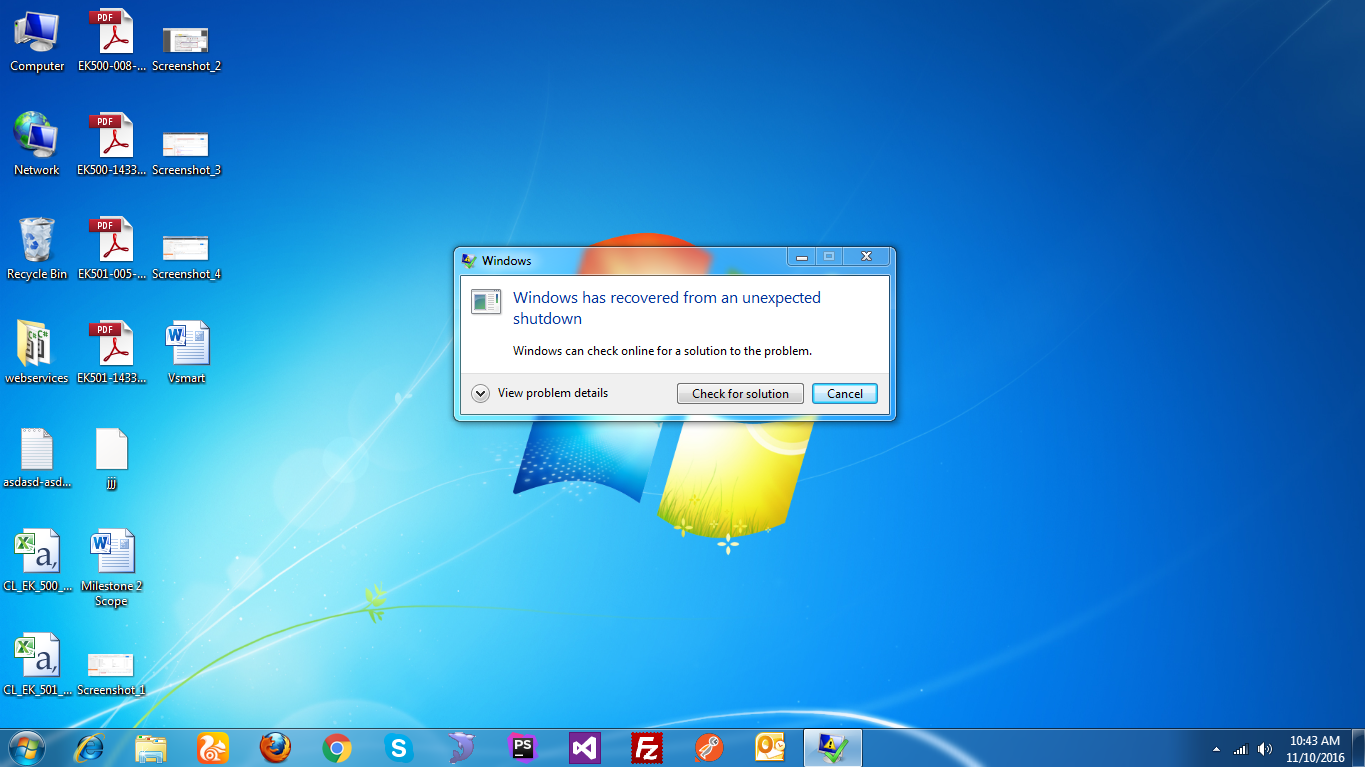 Computer
EK500-008-...
Screenshot_2
Network
EK500-1433...
Screenshot_3
Recycle Bin
EK501-005-...
Screenshot_4
webservices
EK501-1433...
Vsmart
asdasd-asd...
jjj
CL_EK_500_...
Milestone 2
Scope
CL_EK_501_...
Screenshot_1
PDF
PDF
PDF
PDF
Windows
Windows has recovered from an unexpected
shutdown
Windows can check online for a solution to the problem.
View problem details
Check for solution
Cancel
PS
Fz
10:43 AM
11/10/2016